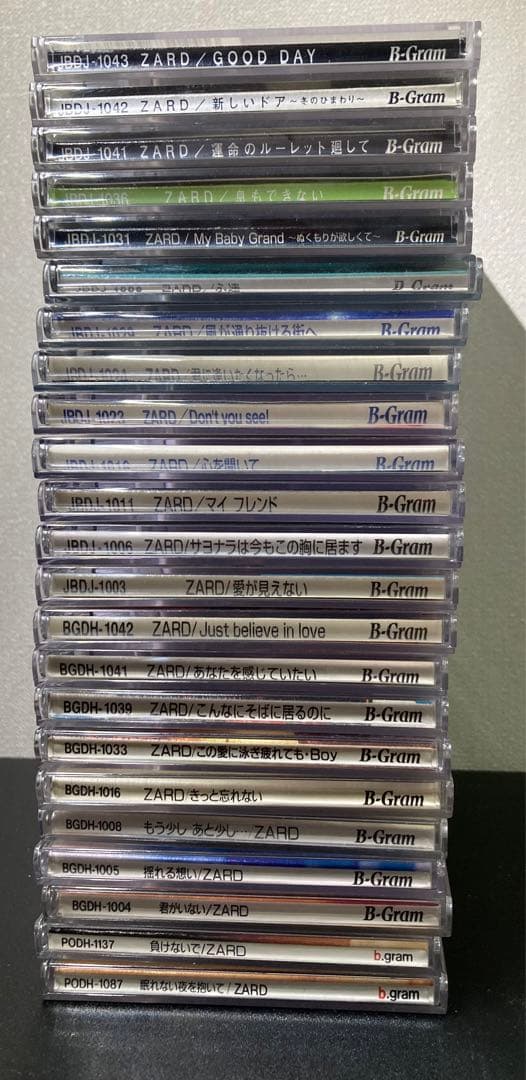 JBDJ-1043 ZARD/GOOD DAY B-Gram
JBDJ-1042 ZARD/新しいドア～冬のひまわり～ B-Gram
JBDJ-1041 ZARD/運命のルーレット廻して B-Gram
JBDJ-1036 ZARD/息もできない B-Gram
JBDJ-1031 ZARD/My Baby Grand ～ぬくもりが欲しくて～ B-Gram
ZARD/永遠 B-Gram
ZARD/風が通り抜ける街へ B-Gram
ZARD/君に逢いたくなったら… B-Gram
JBDJ-1023 ZARD/Don't you see! B-Gram
ZARD/心を開いて B-Gram
JBDJ-1011 ZARD/マイ フレンド B-Gram
JBDJ-1006 ZARD/サヨナラは今もこの胸に居ます B-Gram
JBDJ-1003 ZARD/愛が見えない B-Gram
BGDH-1042 ZARD/Just believe in love B-Gram
BGDH-1041 ZARD/あなたを感じていたい B-Gram
BGDH-1039 ZARD/こんなにそばに居るのに B-Gram
BGDH-1033 ZARD/この愛に泳ぎ疲れても・Boy B-Gram
BGDH-1016 ZARD/きっと忘れない B-Gram
BGDH-1008 もう少し あと少し…/ZARD B-Gram
BGDH-1005 揺れる想い/ZARD B-Gram
BGDH-1004 君がいない/ZARD B-Gram
PODH-1137 負けないで/ZARD b.gram
PODH-1087 眠れない夜を抱いて/ZARD b.gram